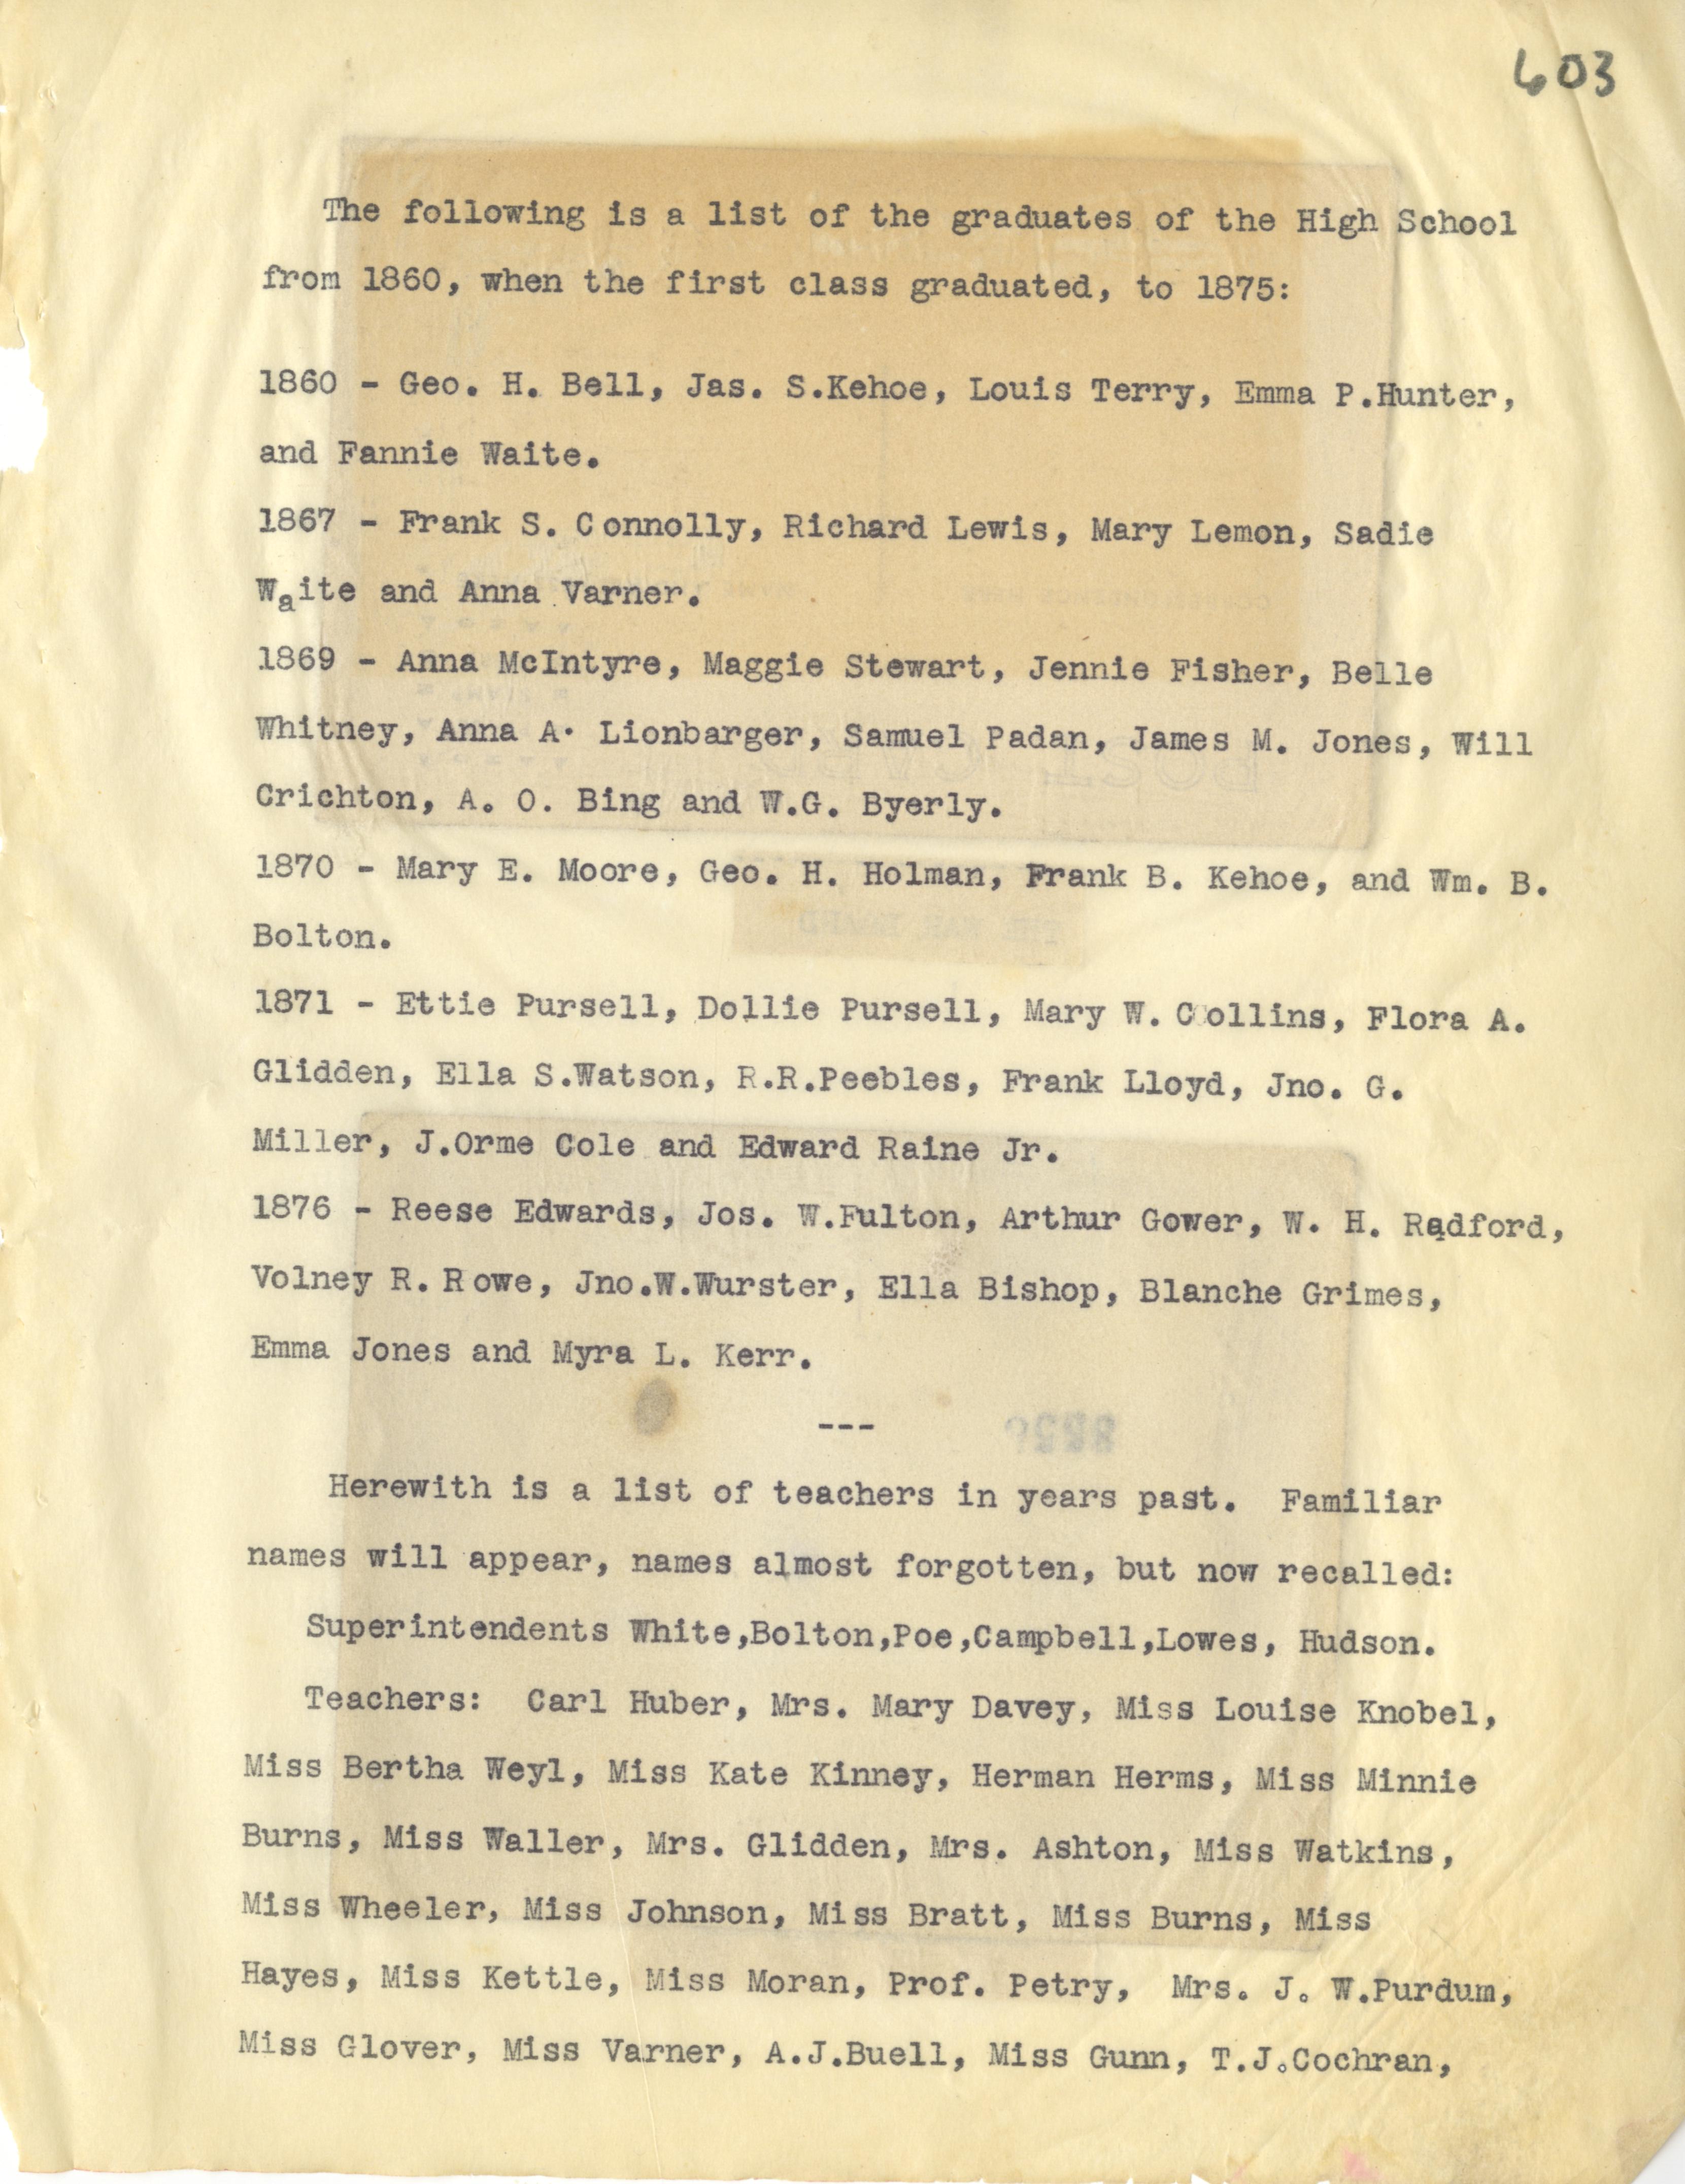 603
The following is a list of the graduates of the High School
from 1860, when the first class graduated, to 1875:
1860 - Geo. H. Bell, Jas. S.Kehoe, Louis Terry, Emma P.Hunter,
and Fannie Waite.
1867 - Frank S. Connolly, Richard Lewis, Mary Lemon, Sadie
Waite and Anna Varner.
1869 - Anna McIntyre, Maggie Stewart, Jennie Fisher, Belle
Whitney, Anna A. Lionbarger, Samuel Padan, James M. Jones, Will
Crichton, A. O. Bing and W.G. Byerly.
1870 - Mary E. Moore, Geo. H. Holman, Frank B. Kehoe, and Wm. B.
Bolton.
1871 - Ettie Pursell, Dollie Pursell, Mary W. Collins, Flora A.
Glidden, Ella S.Watson, R.R.Peebles, Frank Lloyd, Jno. G.
Miller, J.Orme Cole and Edward Raine Jr.
1876 - Reese Edwards, Jos. W.Fulton, Arthur Gower, W. H. Radford,
Volney R. Rowe, Jno.W.Wurster, Ella Bishop, Blanche Grimes,
Emma Jones and Myra L. Kerr.
---
Herewith is a list of teachers in years past. Familiar
names will appear, names almost forgotten, but now recalled:
Superintendents White,Bolton,Poe,Campbell,Lowes, Hudson.
Teachers: Carl Huber, Mrs. Mary Davey, Miss Louise Knobel,
Miss Bertha Weyl, Miss Kate Kinney, Herman Herms, Miss Minnie
Burns, Miss Waller, Mrs. Glidden, Mrs. Ashton, Miss Watkins,
Miss Wheeler, Miss Johnson, Miss Bratt, Miss Burns, Miss
Hayes, Miss Kettle, Miss Moran, Prof. Petry, Mrs. J. W.Purdum,
Miss Glover, Miss Varner, A.J.Buell, Miss Gunn, T.J.Cochran,